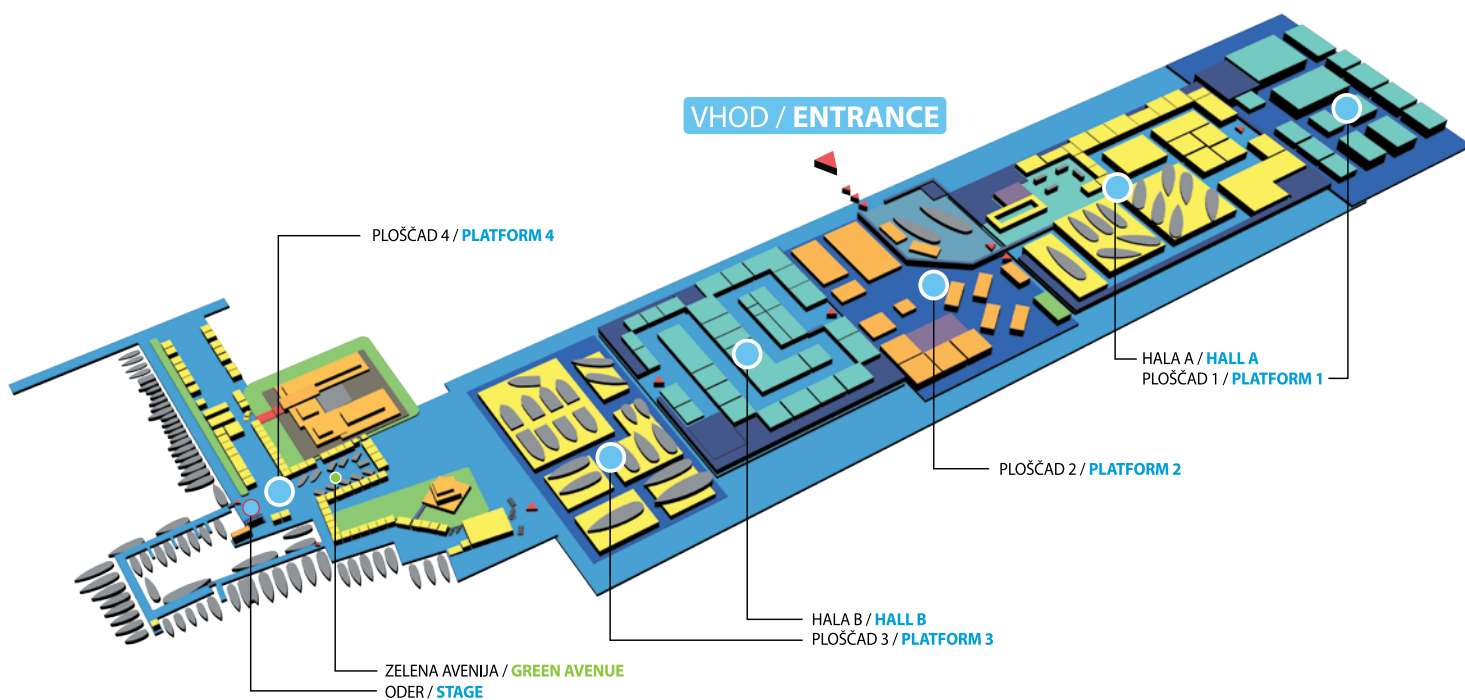 VHOD / ENTRANCE
PLOŠČAD 4 / PLATFORM 4
HALA A / HALL A
PLOŠČAD 1 / PLATFORM 1
PLOŠČAD 2 / PLATFORM 2
HALA B / HALL B
PLOŠČAD 3 / PLATFORM 3
ZELENA AVENIJA / GREEN AVENUE
ODER / STAGE